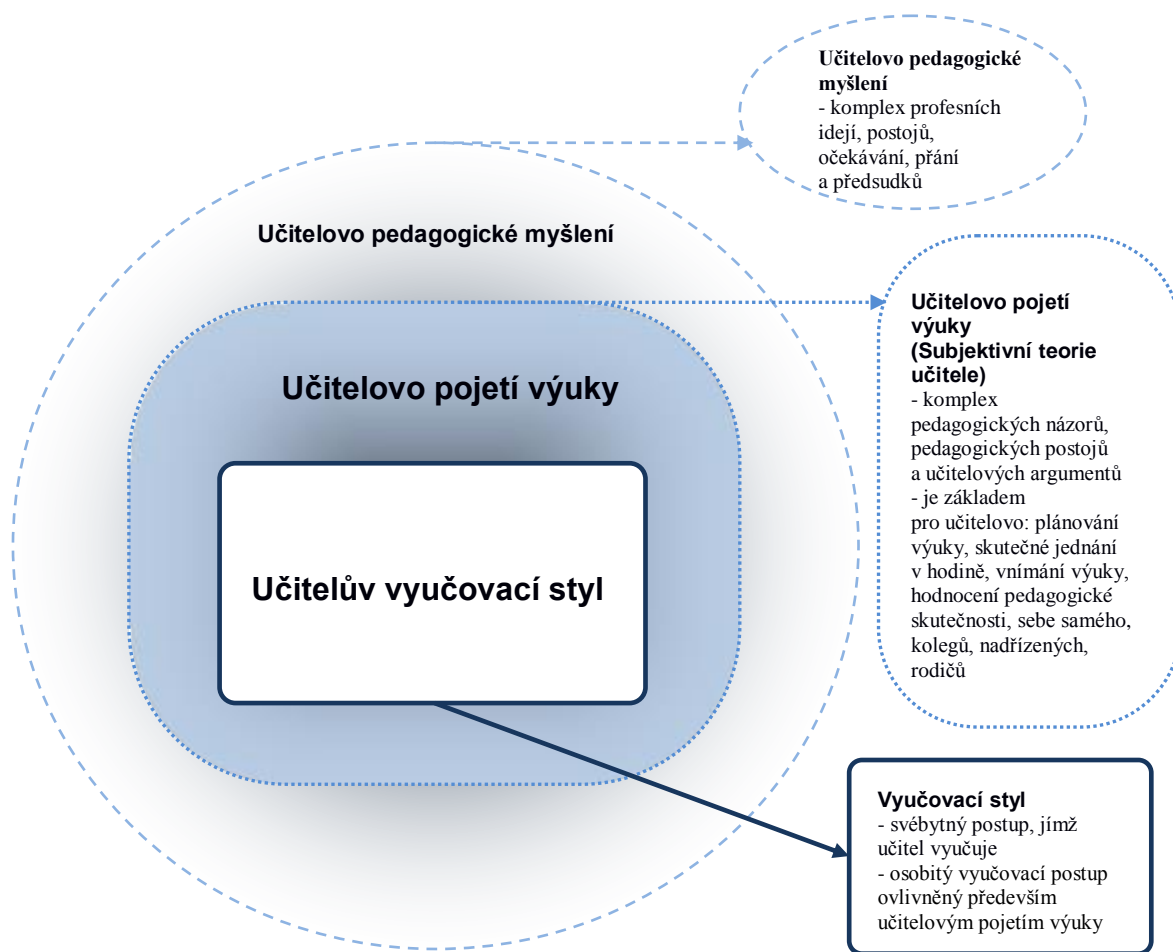 Učitelovo pedagogické
myšlení
- komplex profesních
idejí, postojů,
očekávání, přání
a předsudků
Učitelovo pedagogické myšlení
Učitelovo pojetí výuky
Učitelův vyučovací styl
Učitelovo pojetí
výuky
(Subjektivní teorie
učitele)
- komplex
pedagogických názorů,
pedagogických postojů
a učitelových argumentů
- je základem
pro učitelovo: plánování
výuky, skutečné jednání
v hodině, vnímání výuky,
hodnocení pedagogické
skutečnosti, sebe samého,
kolegů, nadřízených,
rodičů
Vyučovací styl
- svébytný postup, jímž
učitel vyučuje
- osobitý vyučovací postup
ovlivněný především
učitelovým pojetím výuky